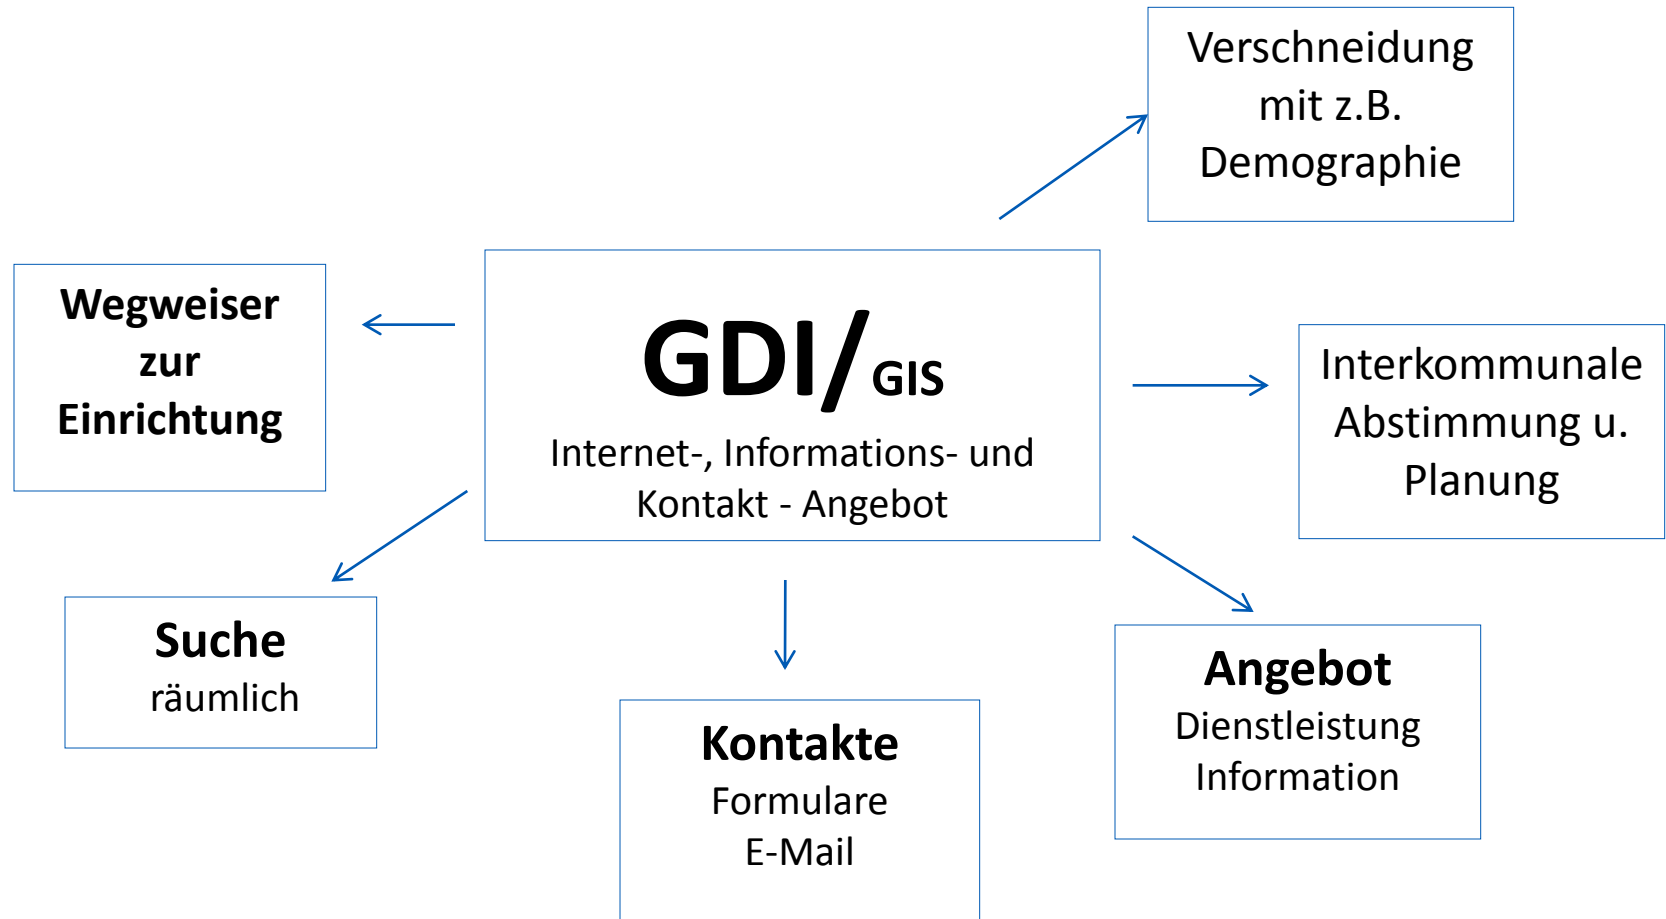 Verschneidung
mit z.B.
Demographie
Wegweiser
zur
Einrichtung
GDI/GIS
Internet-, Informations- und
Kontakt - Angebot
Interkommunale
Abstimmung u.
Planung
Suche
räumlich
Kontakte
Formulare
E-Mail
Angebot
Dienstleistung
Information